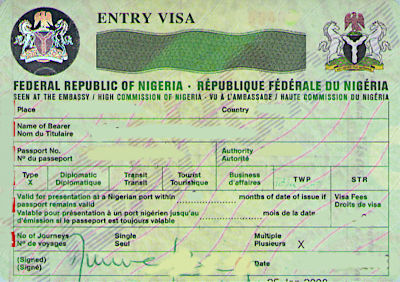 ENTRY VISA
FEDERAL REPUBLIC OF NIGERIA · RÉPUBLIQUE FÉDÉRALE DU NIGÉRIA
SEEN AT THE EMBASSY / HIGH COMMISSION OF NIGERIA - VU À L'AMBASSADE / HAUTE COMMISSION DU NIGÉRIA
Place Country
Name of Bearer
Nom du Titulaire
Passport No. Authority
Nº du passeport Autorité
Type Diplomatic Transit Tourist Business TWP STR
X Diplomatique Transit Touristique d'affaires
Valid for presentation at a Nigerian port within months of date of issue if Visa Fees
passport remains valid Droits de visa
Valable pour présentation à un port nigérien jusqu'au mois de la date
d'émission si le passeport est toujours valable
No of Journeys Single Multiple
Nº de voyages Seul Plusieurs X
(Signed) Date
(Signé)